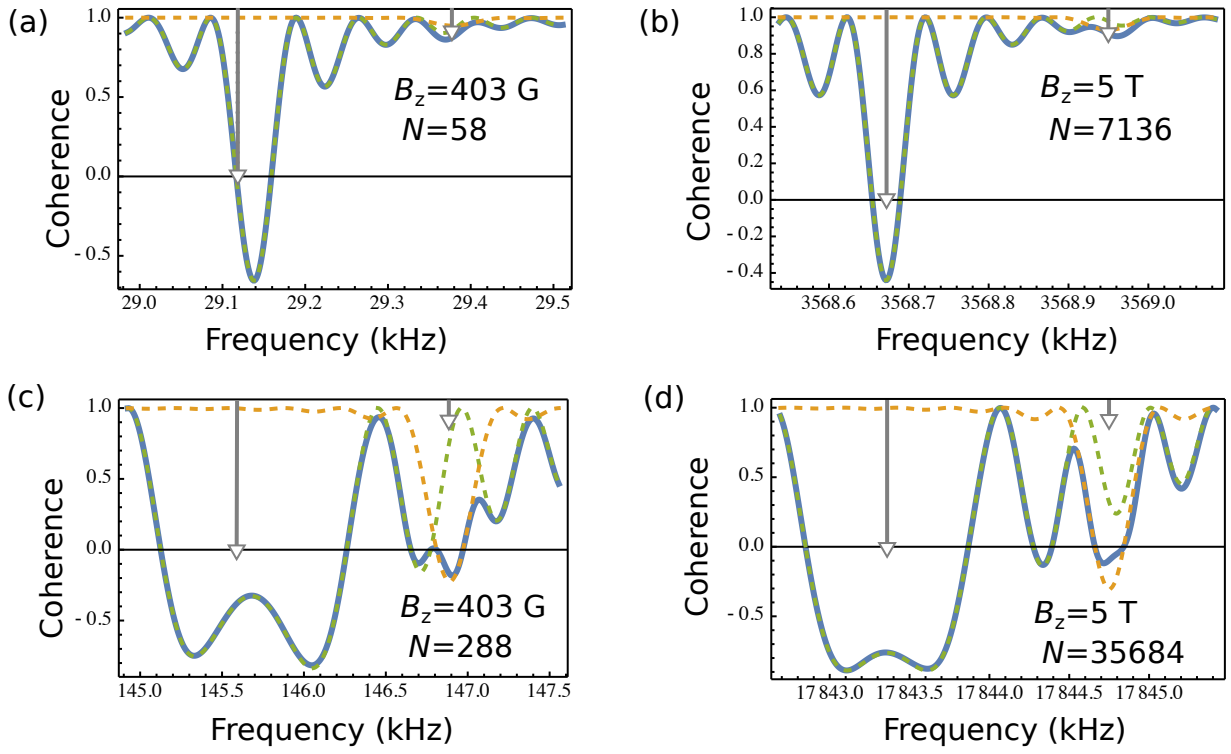 (a)
1.0
0.5
0.0
- 0.5
Coherence
B_z=403 G
N=58
29.0 29.1 29.2 29.3 29.4 29.5
Frequency (kHz)
(b)
1.0
0.8
0.6
0.4
0.2
0.0
- 0.2
- 0.4
Coherence
B_z=5 T
N=7136
3568.6 3568.7 3568.8 3568.9 3569.0
Frequency (kHz)
(c)
1.0
0.5
0.0
- 0.5
Coherence
B_z=403 G
N=288
145.0 145.5 146.0 146.5 147.0 147.5
Frequency (kHz)
(d)
1.0
0.5
0.0
- 0.5
Coherence
B_z=5 T
N=35684
17 843.0 17 843.5 17 844.0 17 844.5 17 845.0
Frequency (kHz)